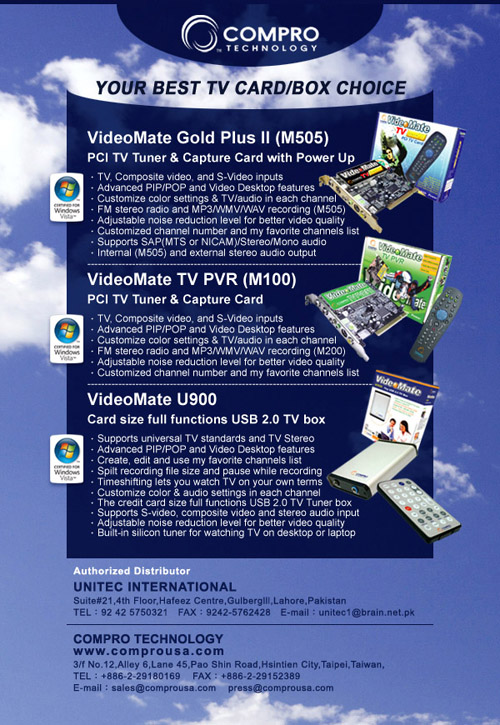 COMPRO
TECHNOLOGY
YOUR BEST TV CARD/BOX CHOICE
VideoMate Gold Plus II (M505)
PCI TV Tuner & Capture Card with Power Up
· TV, Composite video, and S-Video inputs
· Advanced PIP/POP and Video Desktop features
· Customize color settings & TV/audio in each channel
· FM stereo radio and MP3/WMV/WAV recording (M505)
· Adjustable noise reduction level for better video quality
· Customized channel number and my favorite channels list
· Supports SAP(MTS or NICAM)/Stereo/Mono audio
· Internal (M505) and external stereo audio output
CERTIFIED FOR
Windows
Vista™
VideoMate
TV
VideoMate TV PVR (M100)
PCI TV Tuner & Capture Card
· TV, Composite video, and S-Video inputs
· Advanced PIP/POP and Video Desktop features
· Customize color settings & TV/audio in each channel
· FM stereo radio and MP3/WMV/WAV recording (M200)
· Adjustable noise reduction level for better video quality
· Customized channel number and my favorite channels list
CERTIFIED FOR
Windows
Vista™
VideoMate
TV PVR
VideoMate U900
Card size full functions USB 2.0 TV box
· Supports universal TV standards and TV Stereo
· Advanced PIP/POP and Video Desktop features
· Create, edit and use my favorite channels list
· Spilt recording file size and pause while recording
· Timeshifting lets you watch TV on your own terms
· Customize color & audio settings in each channel
· The credit card size full functions USB 2.0 TV Tuner box
· Supports S-video, composite video and stereo audio input
· Adjustable noise reduction level for better video quality
· Built-in silicon tuner for watching TV on desktop or laptop
CERTIFIED FOR
Windows
Vista™
VideoMate
Authorized Distributor
UNITEC INTERNATIONAL
Suite#21,4th Floor,Hafeez Centre,GulbergIII,Lahore,Pakistan
TEL : 92 42 5750321 FAX : 9242-5762428 E-mail : unitec1@brain.net.pk
COMPRO TECHNOLOGY
www.comprousa.com
3/f No.12,Alley 6,Lane 45,Pao Shin Road,Hsintien City,Taipei,Taiwan,
TEL : +886-2-29180169 FAX : +886-2-29152389
E-mail : sales@comprousa.com press@comprousa.com